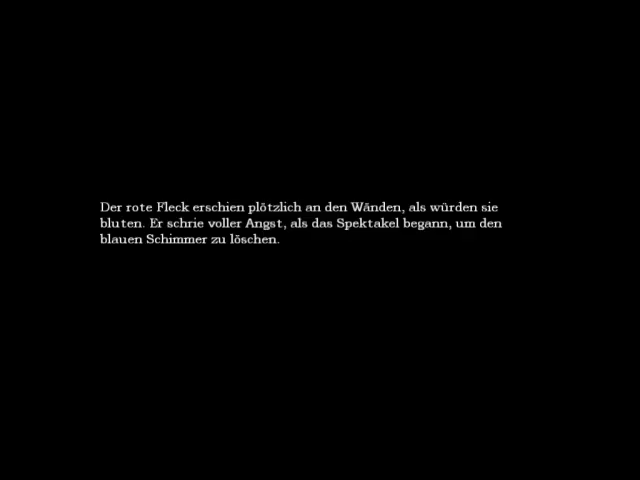 Der rote Fleck erschien plötzlich an den Wänden, als würden sie
bluten. Er schrie voller Angst, als das Spektakel begann, um den
blauen Schimmer zu löschen.